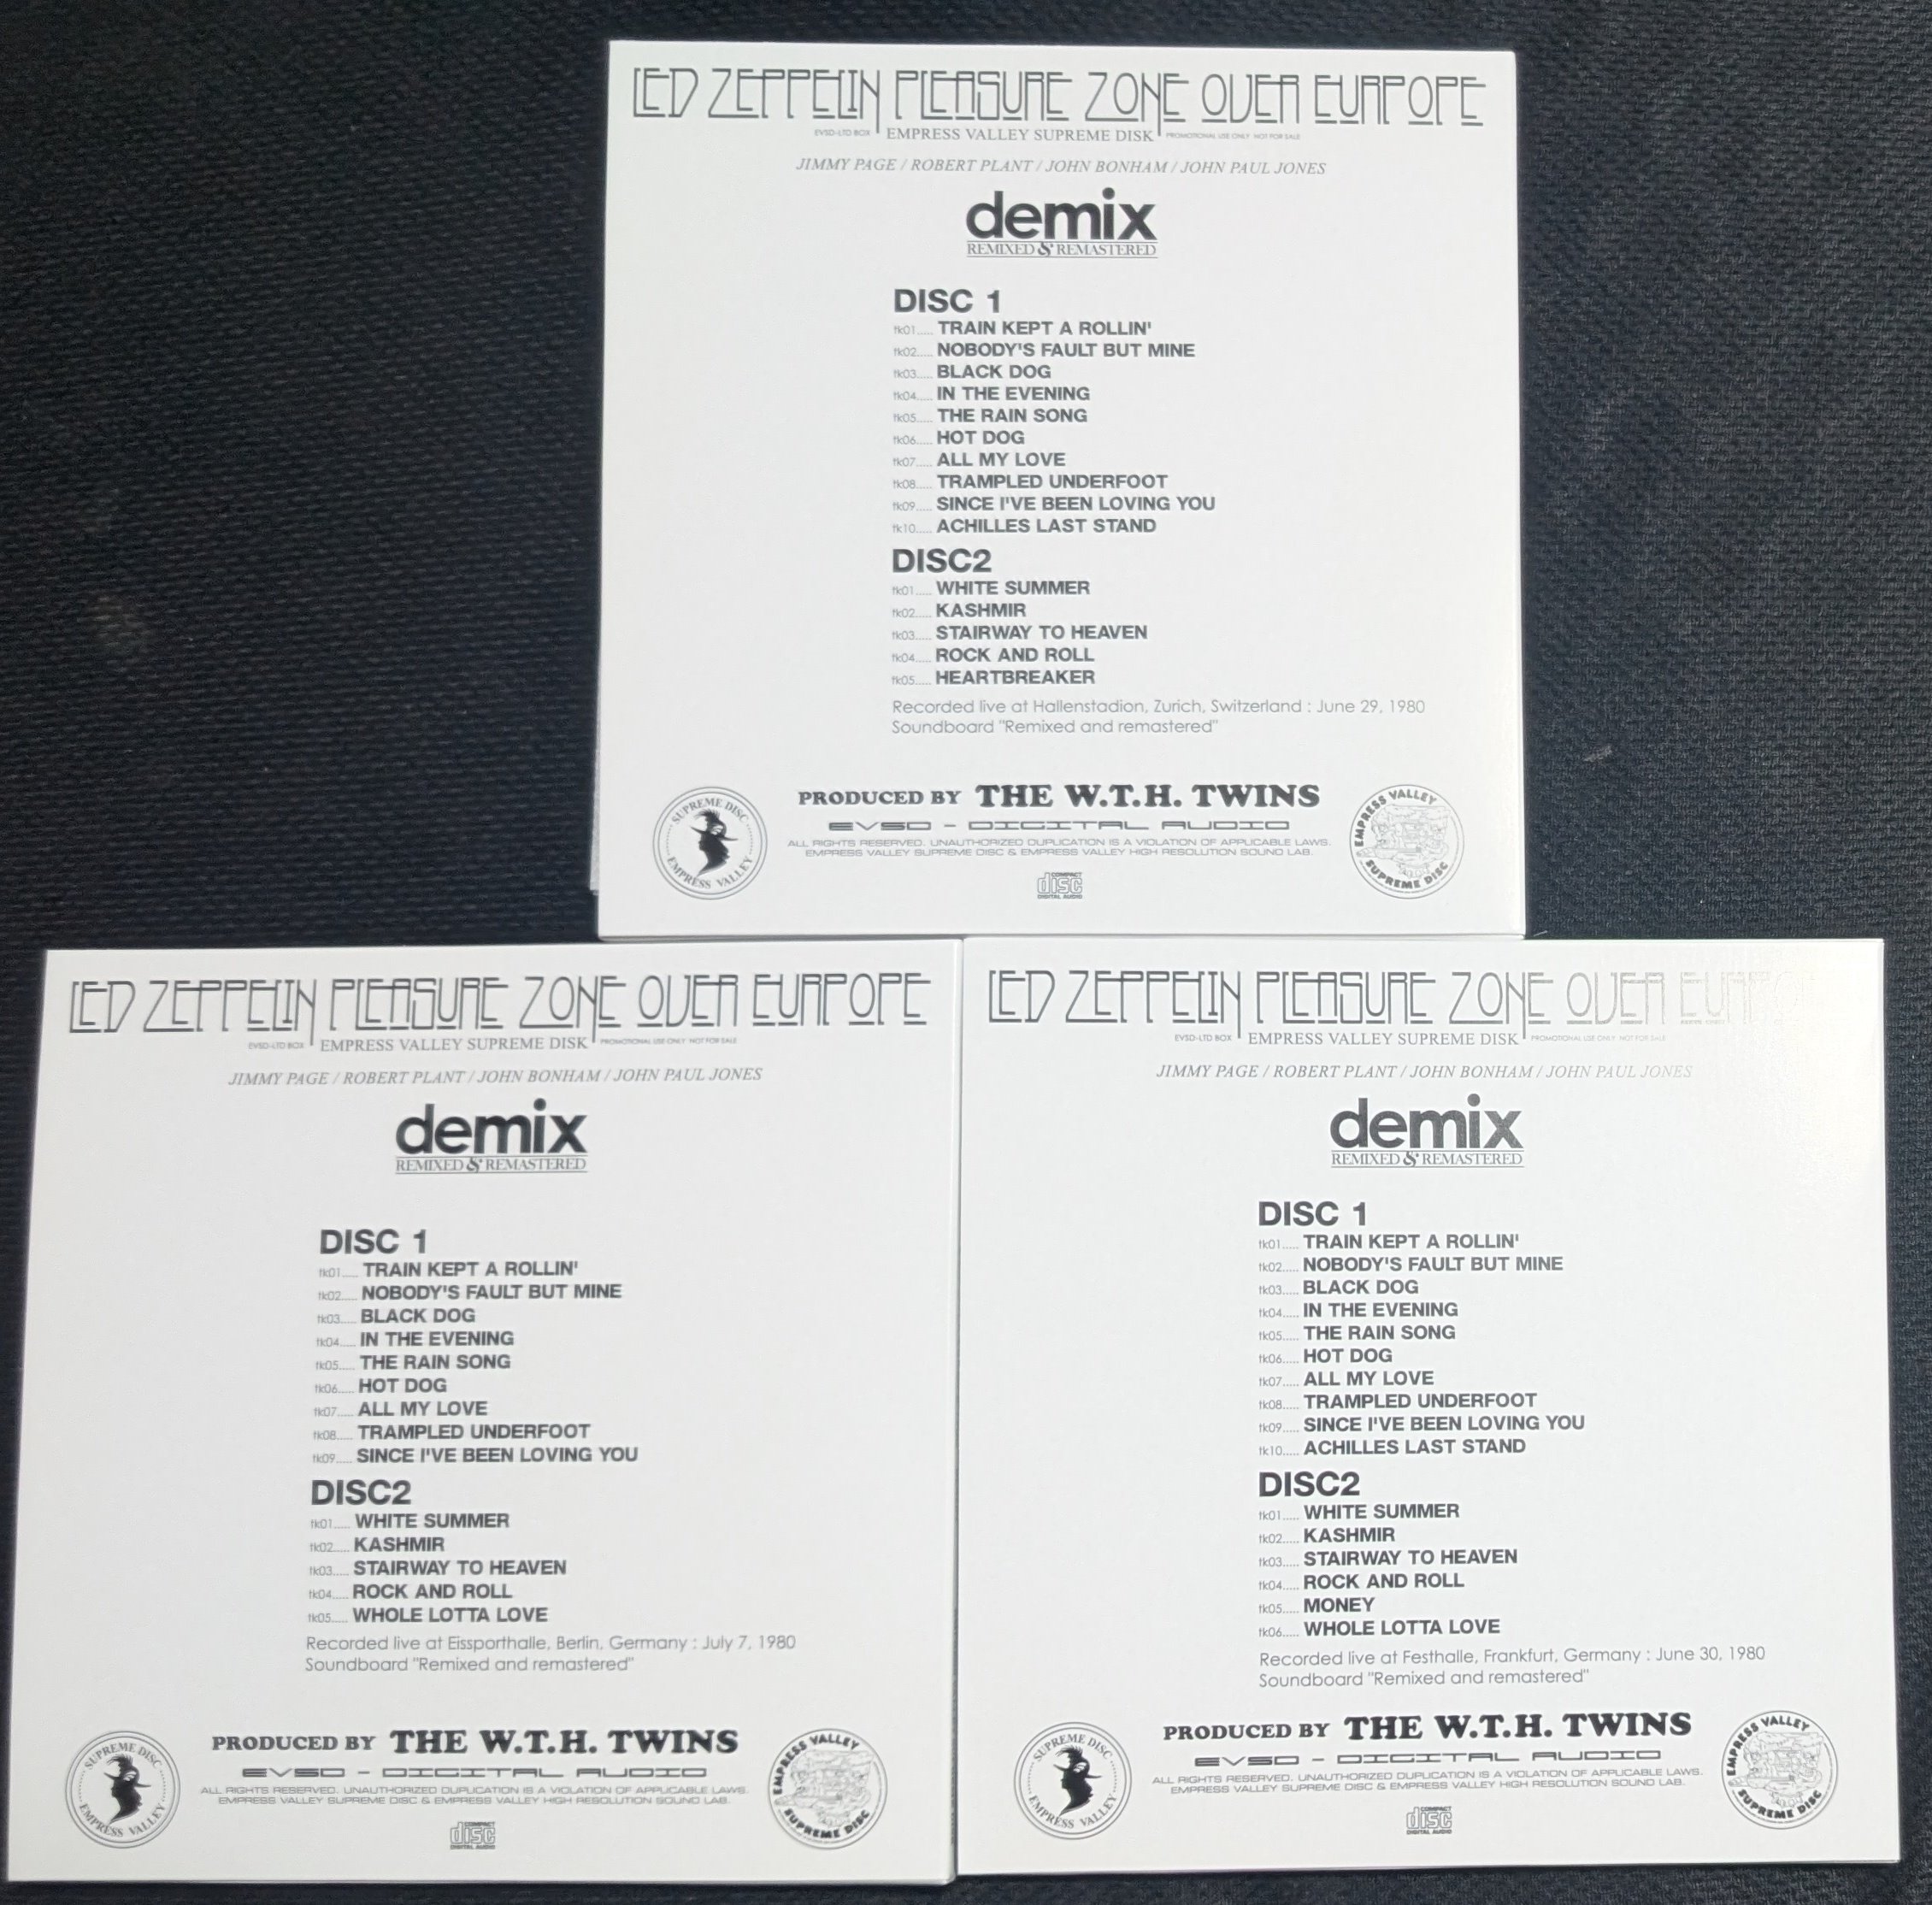 LED ZEPPELIN PLEASURE ZONE OVER EUROPE
EVSD-LTD BOX EMPRESS VALLEY SUPREME DISK PROMOTIONAL USE ONLY NOT FOR SALE
JIMMY PAGE / ROBERT PLANT / JOHN BONHAM / JOHN PAUL JONES
demix
REMIXED & REMASTERED
DISC 1
tk01..... TRAIN KEPT A ROLLIN'
tk02..... NOBODY'S FAULT BUT MINE
tk03..... BLACK DOG
tk04..... IN THE EVENING
tk05..... THE RAIN SONG
tk06..... HOT DOG
tk07..... ALL MY LOVE
tk08..... TRAMPLED UNDERFOOT
tk09..... SINCE I'VE BEEN LOVING YOU
tk10..... ACHILLES LAST STAND
DISC2
tk01..... WHITE SUMMER
tk02..... KASHMIR
tk03..... STAIRWAY TO HEAVEN
tk04..... ROCK AND ROLL
tk05..... HEARTBREAKER
Recorded live at Hallenstadion, Zurich, Switzerland : June 29, 1980
Soundboard "Remixed and remastered"
PRODUCED BY THE W.T.H. TWINS
EVSD - DIGITAL AUDIO
ALL RIGHTS RESERVED. UNAUTHORIZED DUPLICATION IS A VIOLATION OF APPLICABLE LAWS.
EMPRESS VALLEY SUPREME DISC & EMPRESS VALLEY HIGH RESOLUTION SOUND LAB.
SUPREME DISC
EMPRESS VALLEY
COMPACT
disc
DIGITAL AUDIO
EMPRESS VALLEY
SUPREME DISC
LED ZEPPELIN PLEASURE ZONE OVER EUROPE
EVSD-LTD BOX EMPRESS VALLEY SUPREME DISK PROMOTIONAL USE ONLY NOT FOR SALE
JIMMY PAGE / ROBERT PLANT / JOHN BONHAM / JOHN PAUL JONES
demix
REMIXED & REMASTERED
DISC 1
tk01..... TRAIN KEPT A ROLLIN'
tk02..... NOBODY'S FAULT BUT MINE
tk03..... BLACK DOG
tk04..... IN THE EVENING
tk05..... THE RAIN SONG
tk06..... HOT DOG
tk07..... ALL MY LOVE
tk08..... TRAMPLED UNDERFOOT
tk09..... SINCE I'VE BEEN LOVING YOU
DISC2
tk01..... WHITE SUMMER
tk02..... KASHMIR
tk03..... STAIRWAY TO HEAVEN
tk04..... ROCK AND ROLL
tk05..... WHOLE LOTTA LOVE
Recorded live at Eissporthalle, Berlin, Germany : July 7, 1980
Soundboard "Remixed and remastered"
PRODUCED BY THE W.T.H. TWINS
EVSD - DIGITAL AUDIO
ALL RIGHTS RESERVED. UNAUTHORIZED DUPLICATION IS A VIOLATION OF APPLICABLE LAWS.
EMPRESS VALLEY SUPREME DISC & EMPRESS VALLEY HIGH RESOLUTION SOUND LAB.
SUPREME DISC
EMPRESS VALLEY
COMPACT
disc
DIGITAL AUDIO
EMPRESS VALLEY
SUPREME DISC
LED ZEPPELIN PLEASURE ZONE OVER EUROPE
EVSD-LTD BOX EMPRESS VALLEY SUPREME DISK PROMOTIONAL USE ONLY NOT FOR SALE
JIMMY PAGE / ROBERT PLANT / JOHN BONHAM / JOHN PAUL JONES
demix
REMIXED & REMASTERED
DISC 1
tk01..... TRAIN KEPT A ROLLIN'
tk02..... NOBODY'S FAULT BUT MINE
tk03..... BLACK DOG
tk04..... IN THE EVENING
tk05..... THE RAIN SONG
tk06..... HOT DOG
tk07..... ALL MY LOVE
tk08..... TRAMPLED UNDERFOOT
tk09..... SINCE I'VE BEEN LOVING YOU
tk10..... ACHILLES LAST STAND
DISC2
tk01..... WHITE SUMMER
tk02..... KASHMIR
tk03..... STAIRWAY TO HEAVEN
tk04..... ROCK AND ROLL
tk05..... MONEY
tk06..... WHOLE LOTTA LOVE
Recorded live at Festhalle, Frankfurt, Germany : June 30, 1980
Soundboard "Remixed and remastered"
PRODUCED BY THE W.T.H. TWINS
EVSD - DIGITAL AUDIO
ALL RIGHTS RESERVED. UNAUTHORIZED DUPLICATION IS A VIOLATION OF APPLICABLE LAWS.
EMPRESS VALLEY SUPREME DISC & EMPRESS VALLEY HIGH RESOLUTION SOUND LAB.
SUPREME DISC
EMPRESS VALLEY
COMPACT
disc
DIGITAL AUDIO
EMPRESS VALLEY
SUPREME DISC